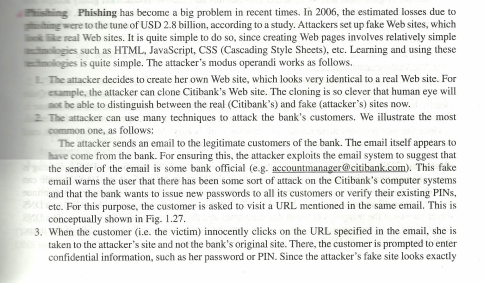 Phishing Phishing has become a big problem in recent times. In 2006, the estimated losses due to
phishing were to the tune of USD 2.8 billion, according to a study. Attackers set up fake Web sites, which
look like real Web sites. It is quite simple to do so, since creating Web pages involves relatively simple
technologies such as HTML, JavaScript, CSS (Cascading Style Sheets), etc. Learning and using these
technologies is quite simple. The attacker's modus operandi works as follows.
1. The attacker decides to create her own Web site, which looks very identical to a real Web site. For
example, the attacker can clone Citibank's Web site. The cloning is so clever that human eye will
not be able to distinguish between the real (Citibank's) and fake (attacker's) sites now.
2. The attacker can use many techniques to attack the bank's customers. We illustrate the most
common one, as follows:
The attacker sends an email to the legitimate customers of the bank. The email itself appears to
have come from the bank. For ensuring this, the attacker exploits the email system to suggest that
the sender of the email is some bank official (e.g. accountmanager@citibank.com). This fake
email warns the user that there has been some sort of attack on the Citibank's computer systems
and that the bank wants to issue new passwords to all its customers or verify their existing PINs,
etc. For this purpose, the customer is asked to visit a URL mentioned in the same email. This is
conceptually shown in Fig. 1.27.
3. When the customer (i.e. the victim) innocently clicks on the URL specified in the email, she is
taken to the attacker's site and not the bank's original site. There, the customer is prompted to enter
confidential information, such as her password or PIN. Since the attacker's fake site looks exactly